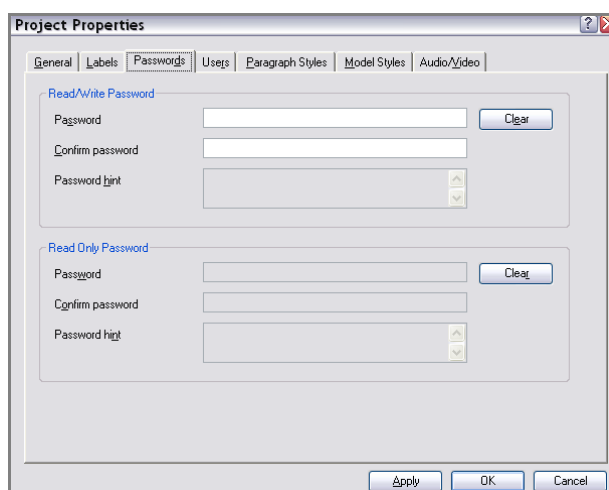 Project Properties
General Labels Passwords Users Paragraph Styles Model Styles Audio/Video
Read/Write Password
Password Clear
Confirm password
Password hint
Read Only Password
Password Clear
Confirm password
Password hint
Apply OK Cancel